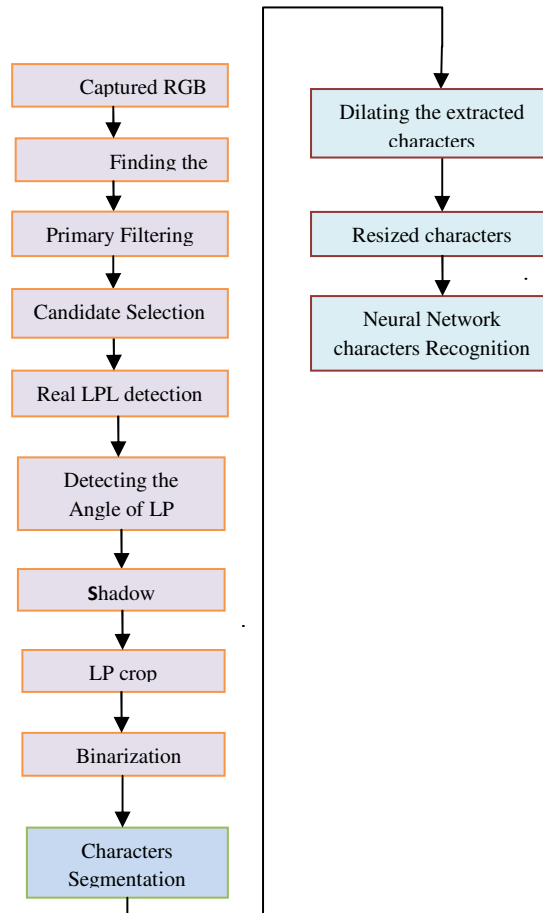 Captured RGB
Finding the
Primary Filtering
Candidate Selection
Real LPL detection
Detecting the
Angle of LP
Shadow
LP crop
Binarization
Characters
Segmentation
Dilating the extracted
characters
Resized characters
Neural Network
characters Recognition